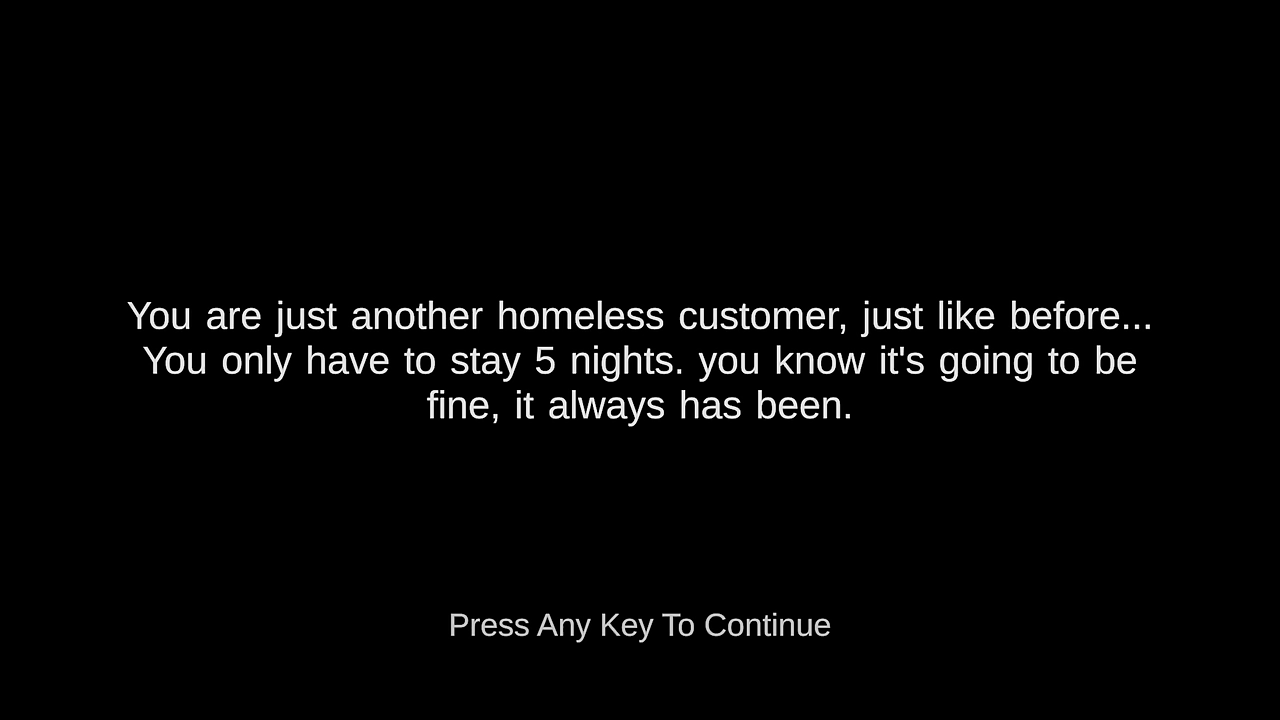 You are just another homeless customer, just like before...
You only have to stay 5 nights. you know it's going to be
fine, it always has been.
Press Any Key To Continue